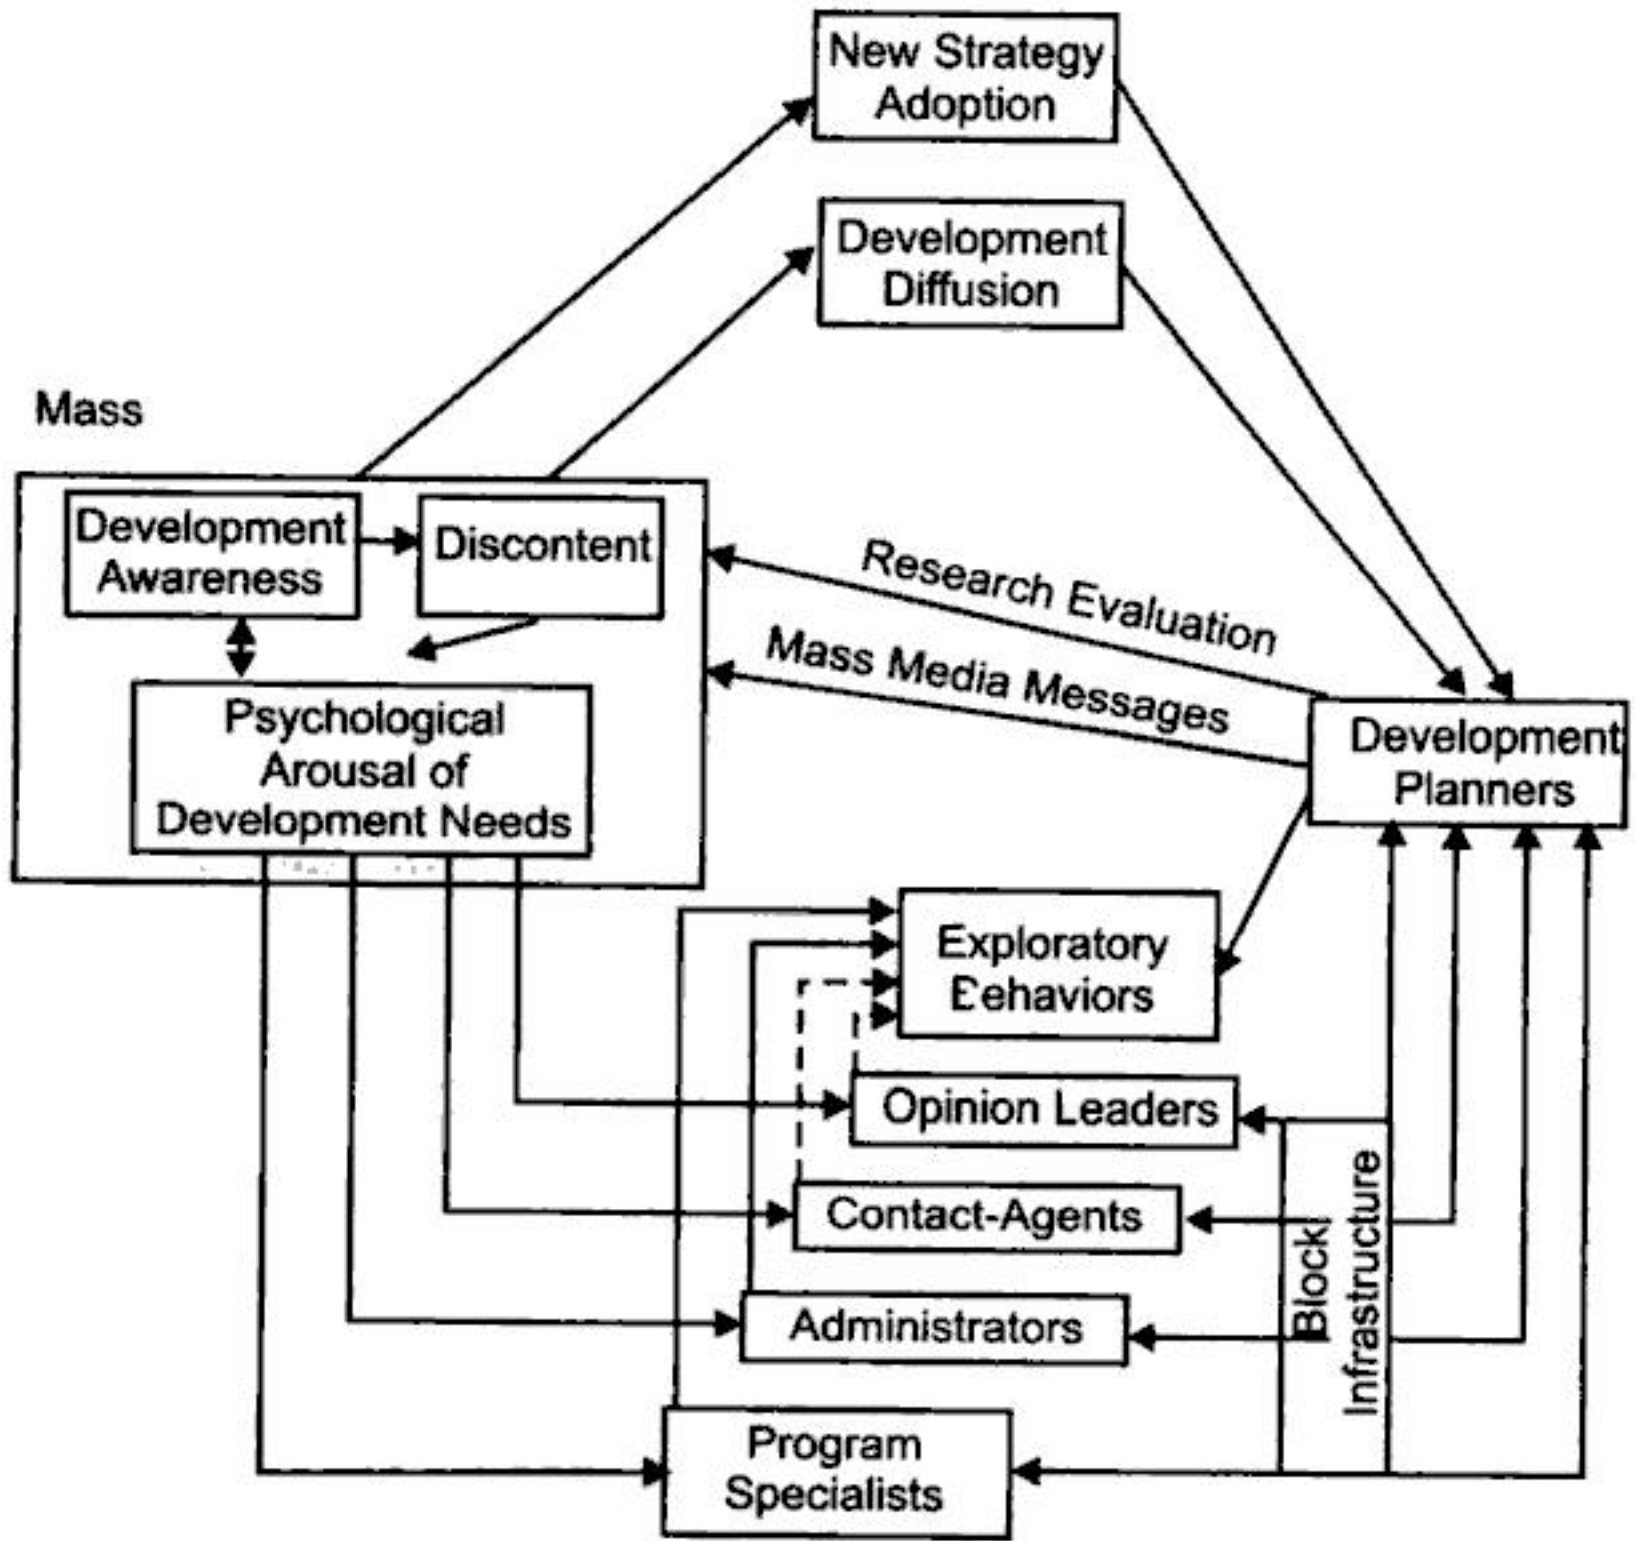 New Strategy
Adoption
Development
Diffusion
Mass
Development
Awareness
Discontent
Research Evaluation
Mass Media Messages
Psychological
Arousal of
Development Needs
Development
Planners
Exploratory
Behaviors
Opinion Leaders
Contact-Agents
Administrators
Program
Specialists
Block
Infrastructure